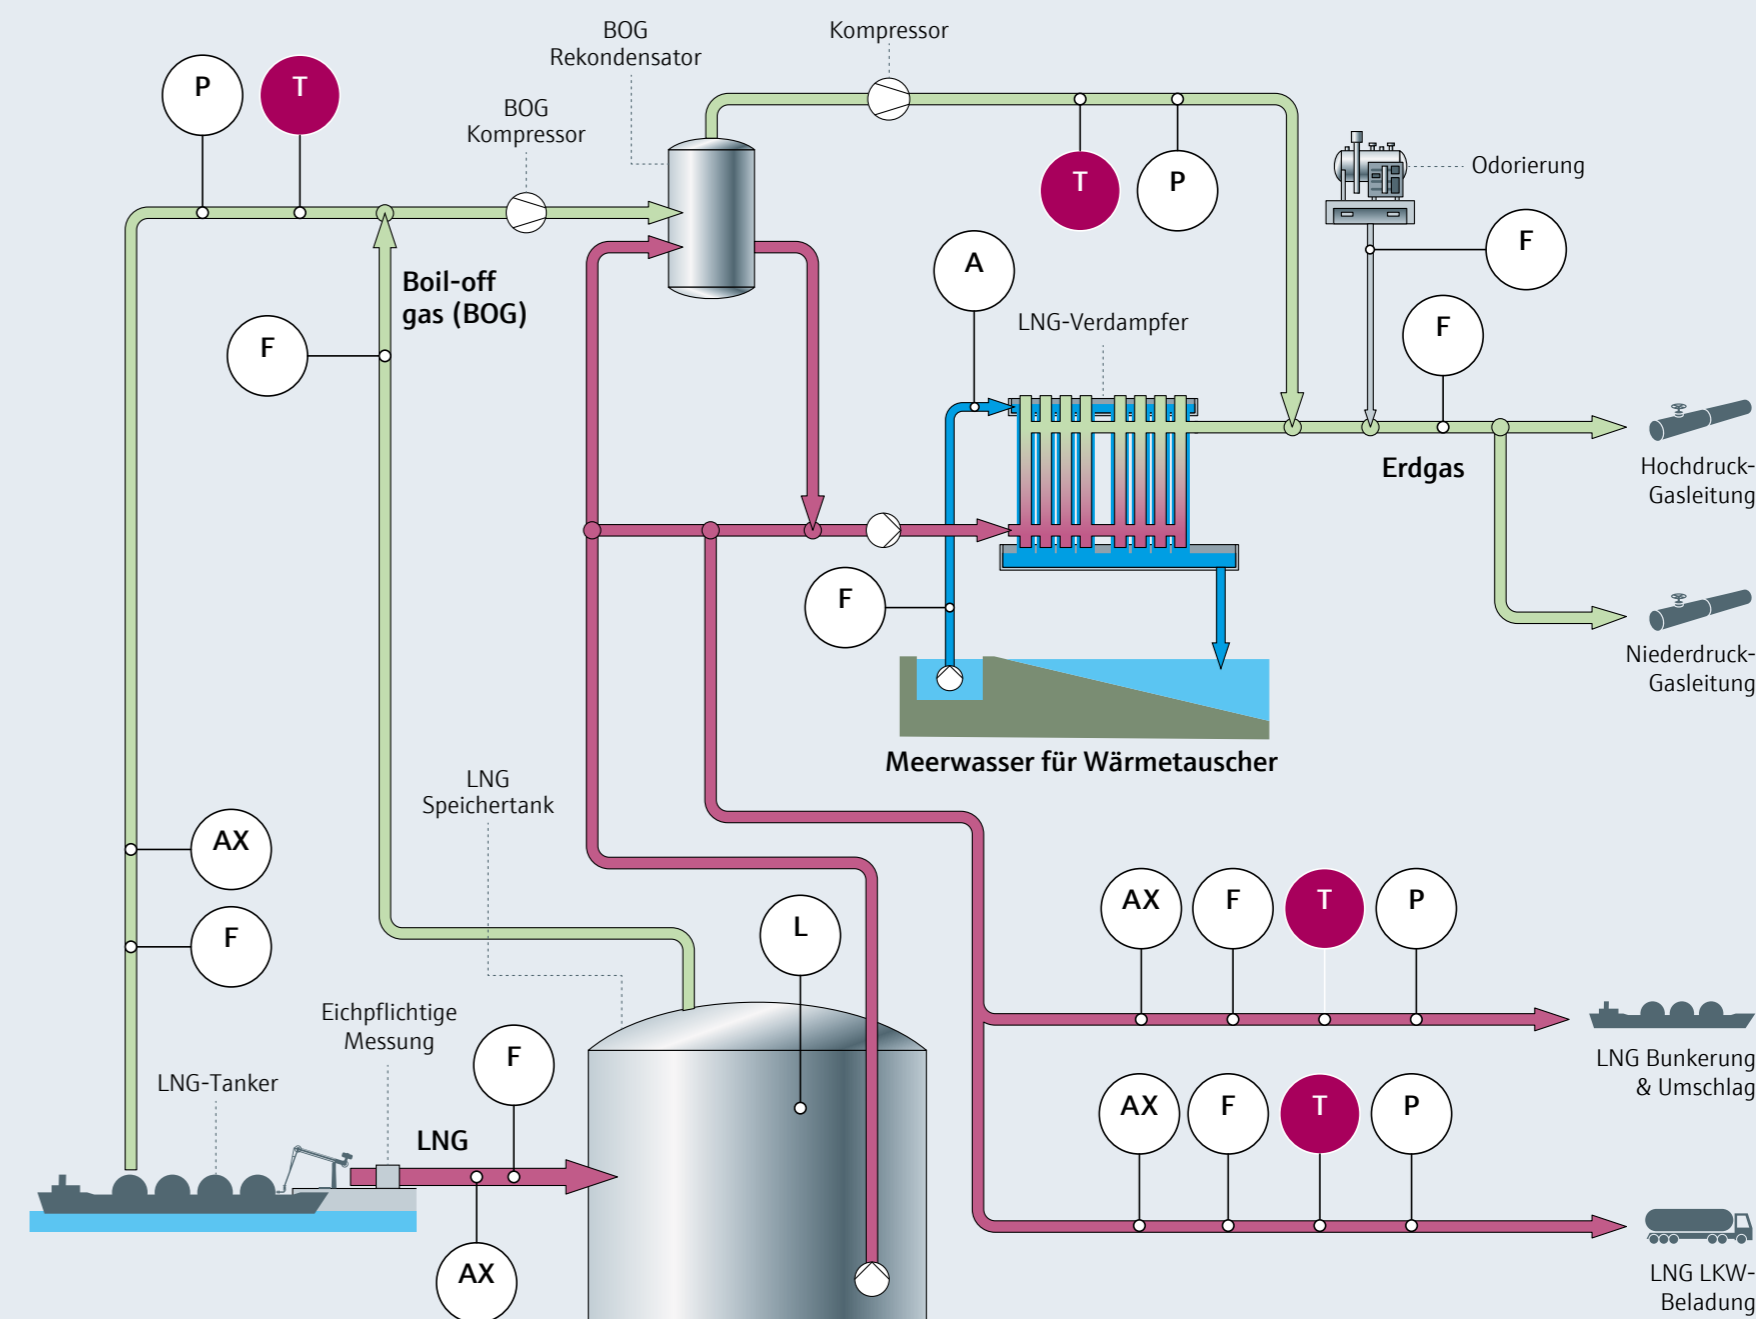 BOG
Rekondensator
Kompressor
P
T
BOG
Kompressor
T
P
Odorierung
F
A
Boil-off
gas (BOG)
F
LNG-Verdampfer
F
Erdgas
Hochdruck-
Gasleitung
F
Niederdruck-
Gasleitung
Meerwasser für Wärmetauscher
LNG
Speichertank
AX
F
L
AX
F
T
P
Eichpflichtige
Messung
F
LNG Bunkerung
& Umschlag
LNG-Tanker
LNG
AX
F
T
P
AX
LNG LKW-
Beladung